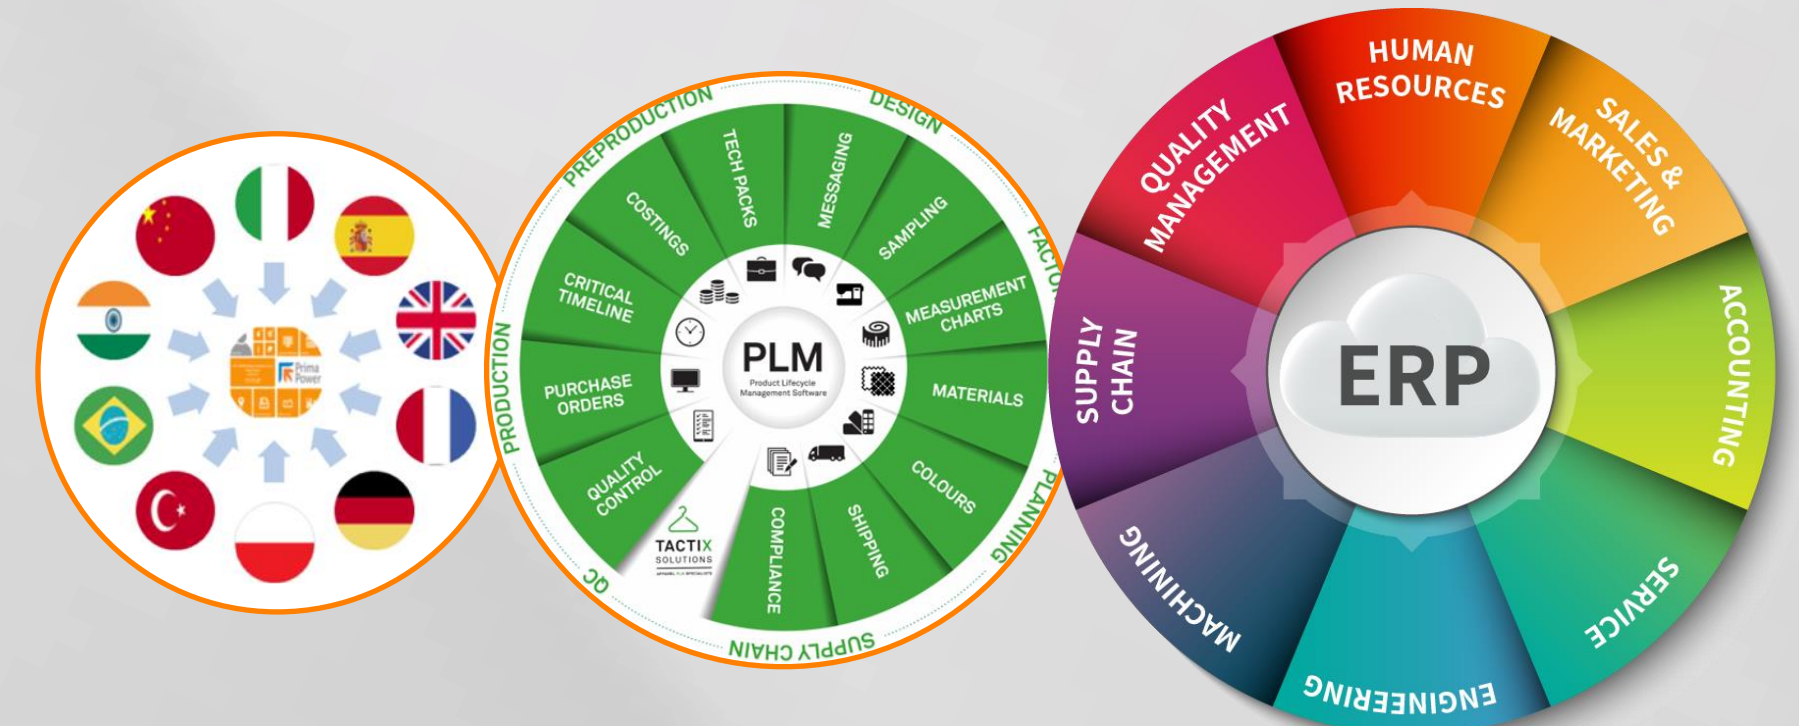 Prima
Power
PREPRODUCTION
DESIGN
PLANNING
SUPPLY CHAIN
QC
PRODUCTION
TECH PACKS
MESSAGING
SAMPLING
MEASUREMENT
CHARTS
MATERIALS
COLOURS
SHIPPING
COMPLIANCE
TACTIX
SOLUTIONS
QUALITY
CONTROL
PURCHASE
ORDERS
CRITICAL
TIMELINE
COSTINGS
PLM
Product Lifecycle
Management Software
HUMAN
RESOURCES
SALES &
MARKETING
ACCOUNTING
SERVICE
ENGINEERING
MACHINING
SUPPLY
CHAIN
QUALITY
MANAGEMENT
ERP